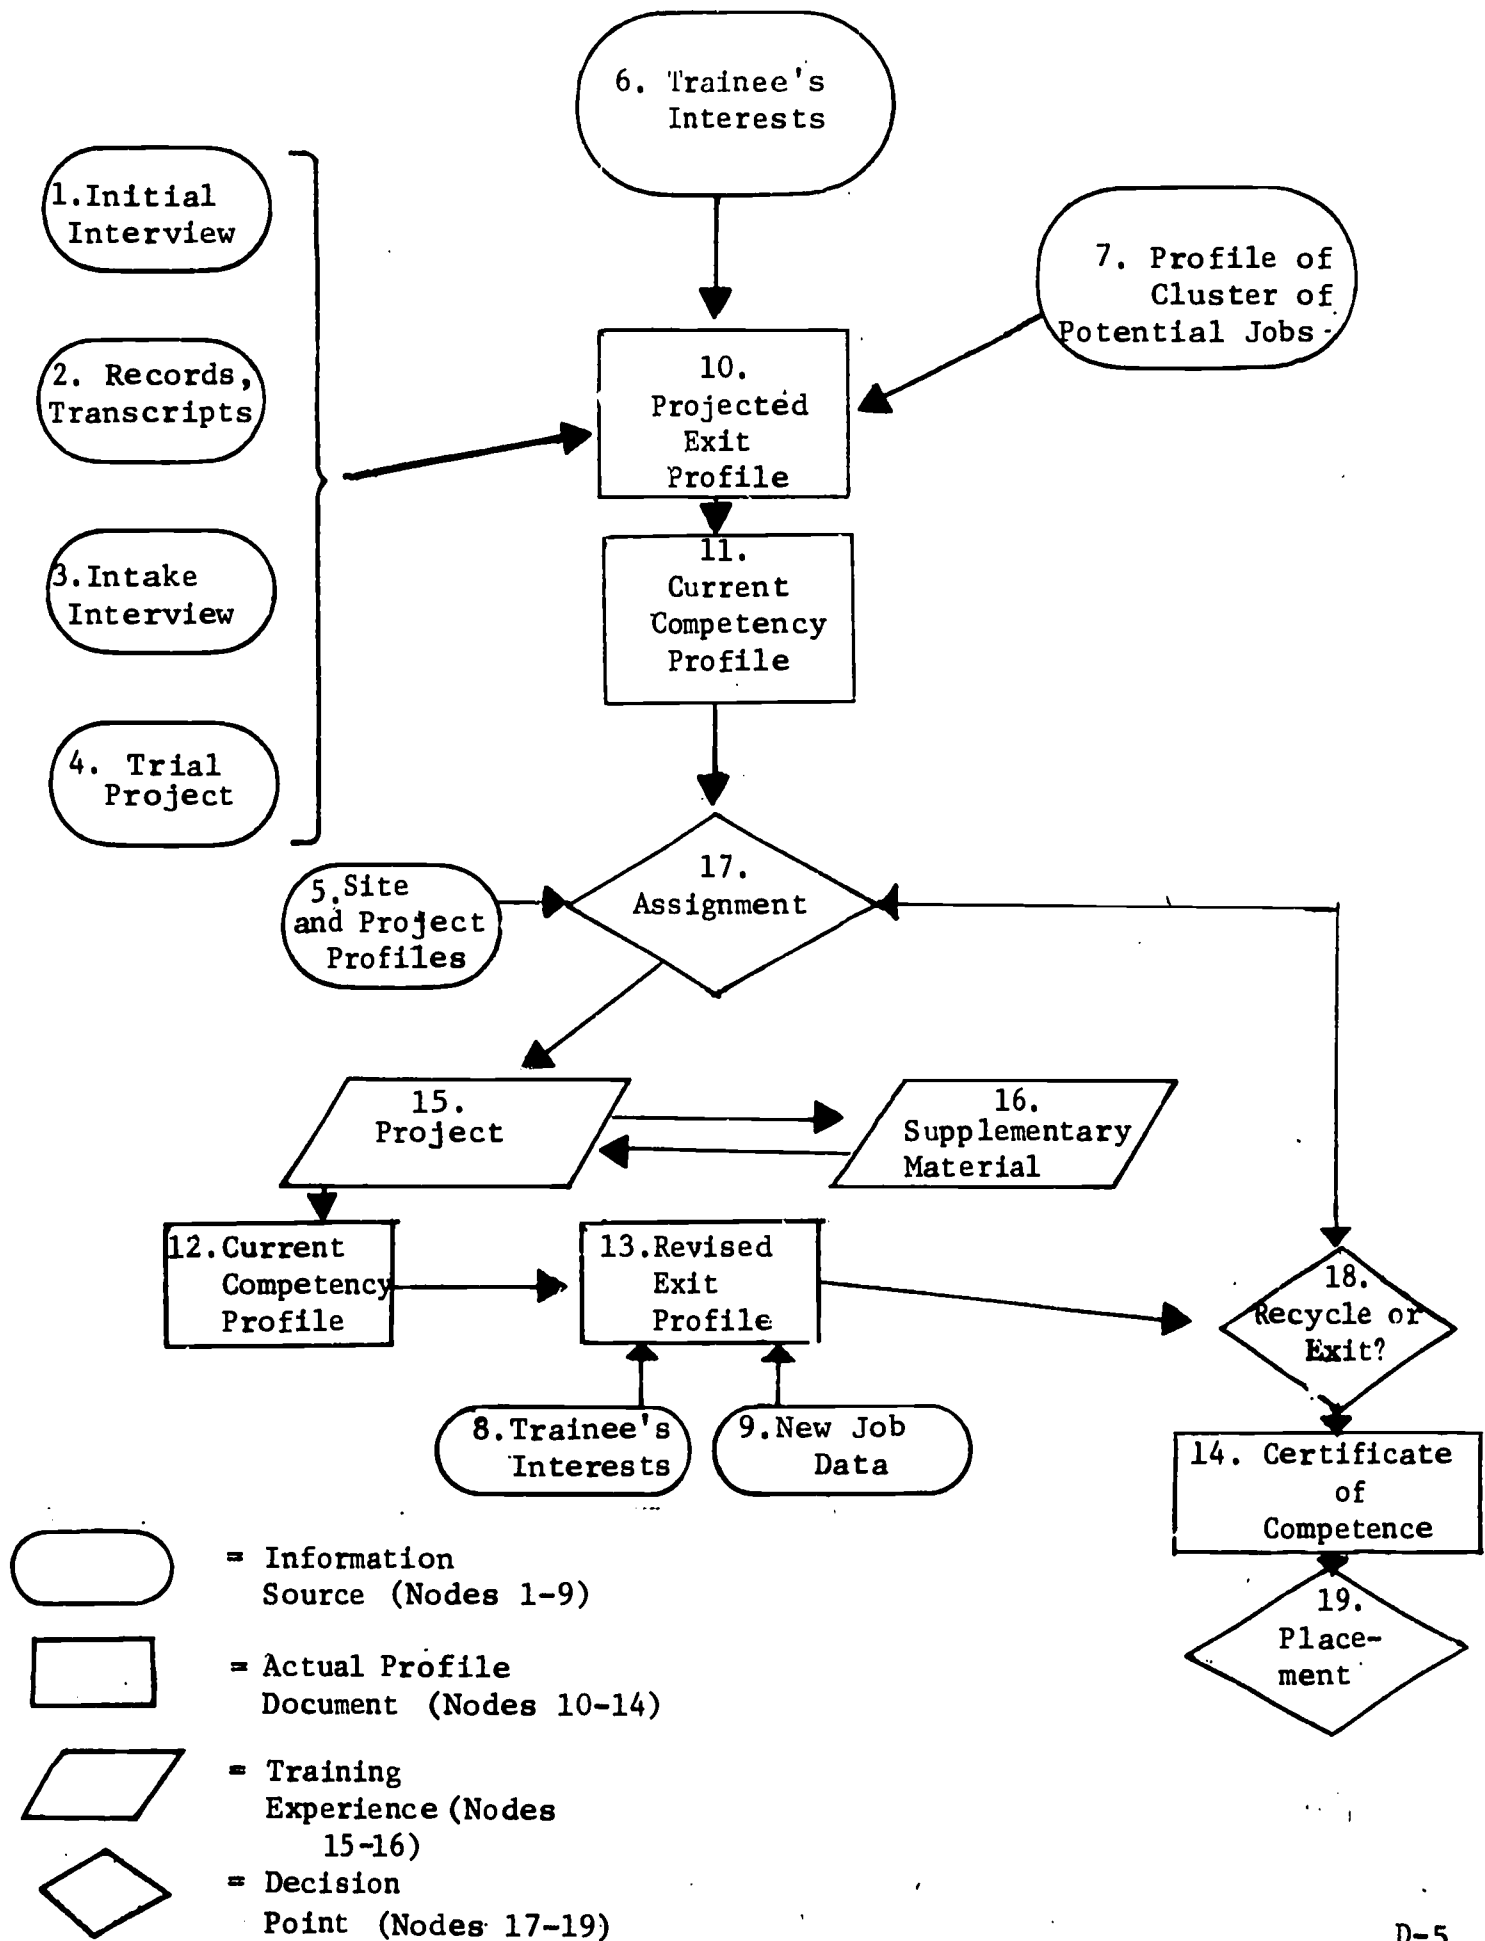 6. Trainee's
Interests
1.Initial
Interview
7. Profile of
Cluster of
Potential Jobs
2. Records,
Transcripts
10.
Projected
Exit
Profile
3.Intake
Interview
11.
Current
Competency
Profile
4. Trial
Project
17.
Assignment
5.Site
and Project
Profiles
15.
Project
16.
Supplementary
Material
12.Current
Competency
Profile
13.Revised
Exit
Profile
18.
Recycle or
Exit?
8.Trainee's
Interests
9.New Job
Data
14. Certificate
of
Competence
19.
Place-
ment
= Information
Source (Nodes 1-9)
= Actual Profile
Document (Nodes 10-14)
= Training
Experience (Nodes
15-16)
= Decision
Point (Nodes 17-19)
D-5